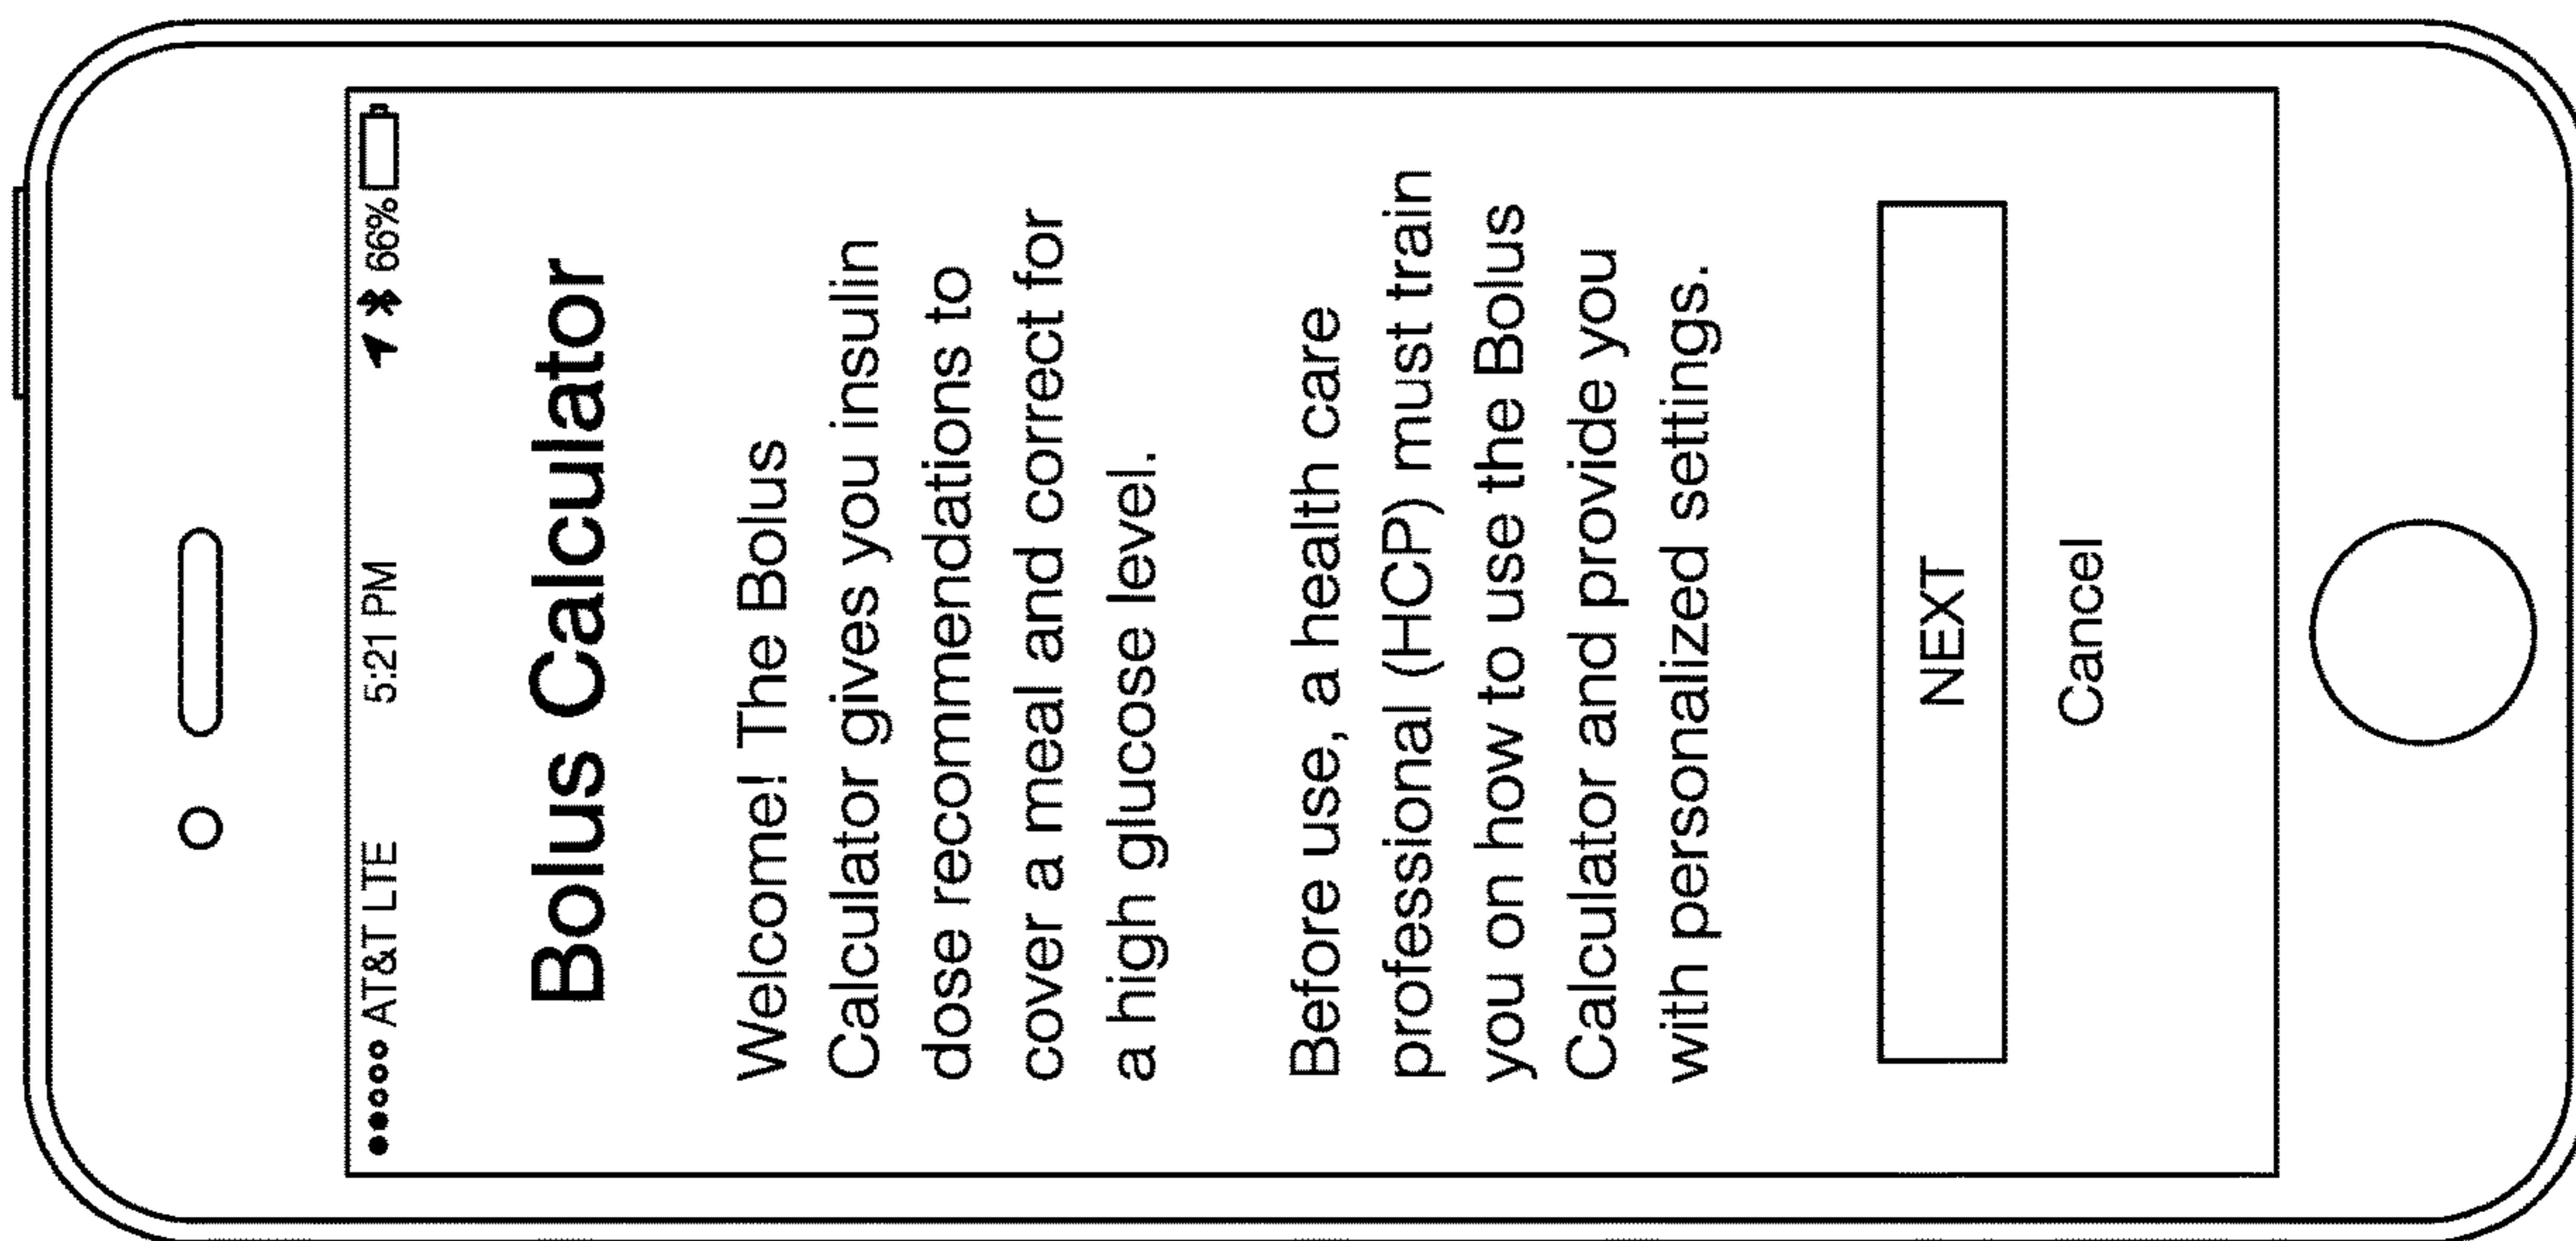 ●●○○○ AT&T LTE 5:21 PM 66%
Bolus Calculator
Welcome! The Bolus
Calculator gives you insulin
dose recommendations to
cover a meal and correct for
a high glucose level.
Before use, a health care
professional (HCP) must train
you on how to use the Bolus
Calculator and provide you
with personalized settings.
NEXT
Cancel